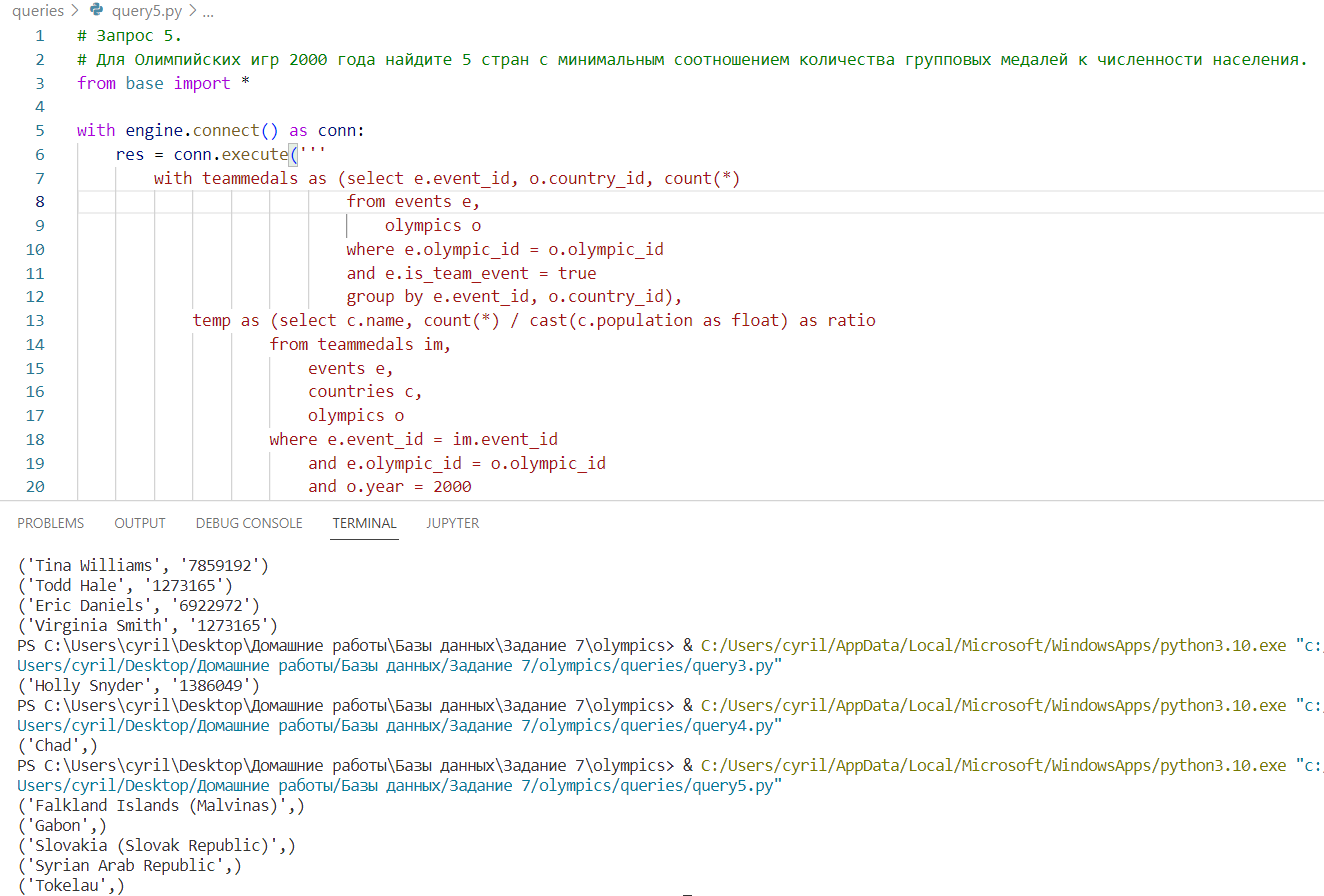 queries > query5.py > ...
1 # Запрос 5.
2 # Для Олимпийских игр 2000 года найдите 5 стран с минимальным соотношением количества групповых медалей к численности населения.
3 from base import *
4
5 with engine.connect() as conn:
6 res = conn.execute('''
7 with teammedals as (select e.event_id, o.country_id, count(*)
8 from events e,
9 olympics o
10 where e.olympic_id = o.olympic_id
11 and e.is_team_event = true
12 group by e.event_id, o.country_id),
13 temp as (select c.name, count(*) / cast(c.population as float) as ratio
14 from teammedals im,
15 events e,
16 countries c,
17 olympics o
18 where e.event_id = im.event_id
19 and e.olympic_id = o.olympic_id
20 and o.year = 2000
PROBLEMS OUTPUT DEBUG CONSOLE TERMINAL JUPYTER
('Tina Williams', '7859192')
('Todd Hale', '1273165')
('Eric Daniels', '6922972')
('Virginia Smith', '1273165')
PS C:\Users\cyril\Desktop\Домашние работы\Базы данных\Задание 7\olympics> & C:/Users/cyril/AppData/Local/Microsoft/WindowsApps/python3.10.exe "c:/
Users/cyril/Desktop/Домашние работы/Базы данных/Задание 7/olympics/queries/query3.py"
('Holly Snyder', '1386049')
PS C:\Users\cyril\Desktop\Домашние работы\Базы данных\Задание 7\olympics> & C:/Users/cyril/AppData/Local/Microsoft/WindowsApps/python3.10.exe "c:/
Users/cyril/Desktop/Домашние работы/Базы данных/Задание 7/olympics/queries/query4.py"
('Chad',)
PS C:\Users\cyril\Desktop\Домашние работы\Базы данных\Задание 7\olympics> & C:/Users/cyril/AppData/Local/Microsoft/WindowsApps/python3.10.exe "c:/
Users/cyril/Desktop/Домашние работы/Базы данных/Задание 7/olympics/queries/query5.py"
('Falkland Islands (Malvinas)',)
('Gabon',)
('Slovakia (Slovak Republic)',)
('Syrian Arab Republic',)
('Tokelau',)